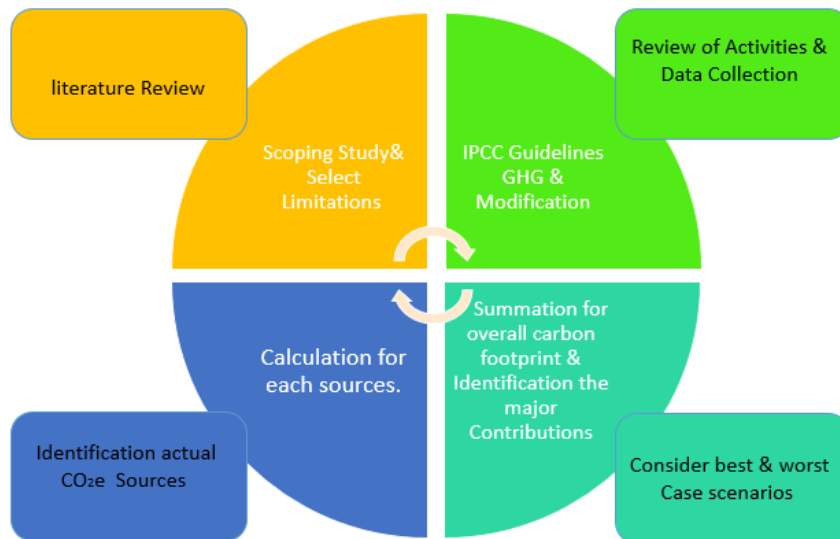 literature Review
Scoping Study&
Select
Limitations
Review of Activities &
Data Collection
IPCC Guidelines
GHG &
Modification
Identification actual
CO₂e Sources
Calculation for
each sources.
Summation for
overall carbon
footprint &
Identification the
major
Contributions
Consider best & worst
Case scenarios